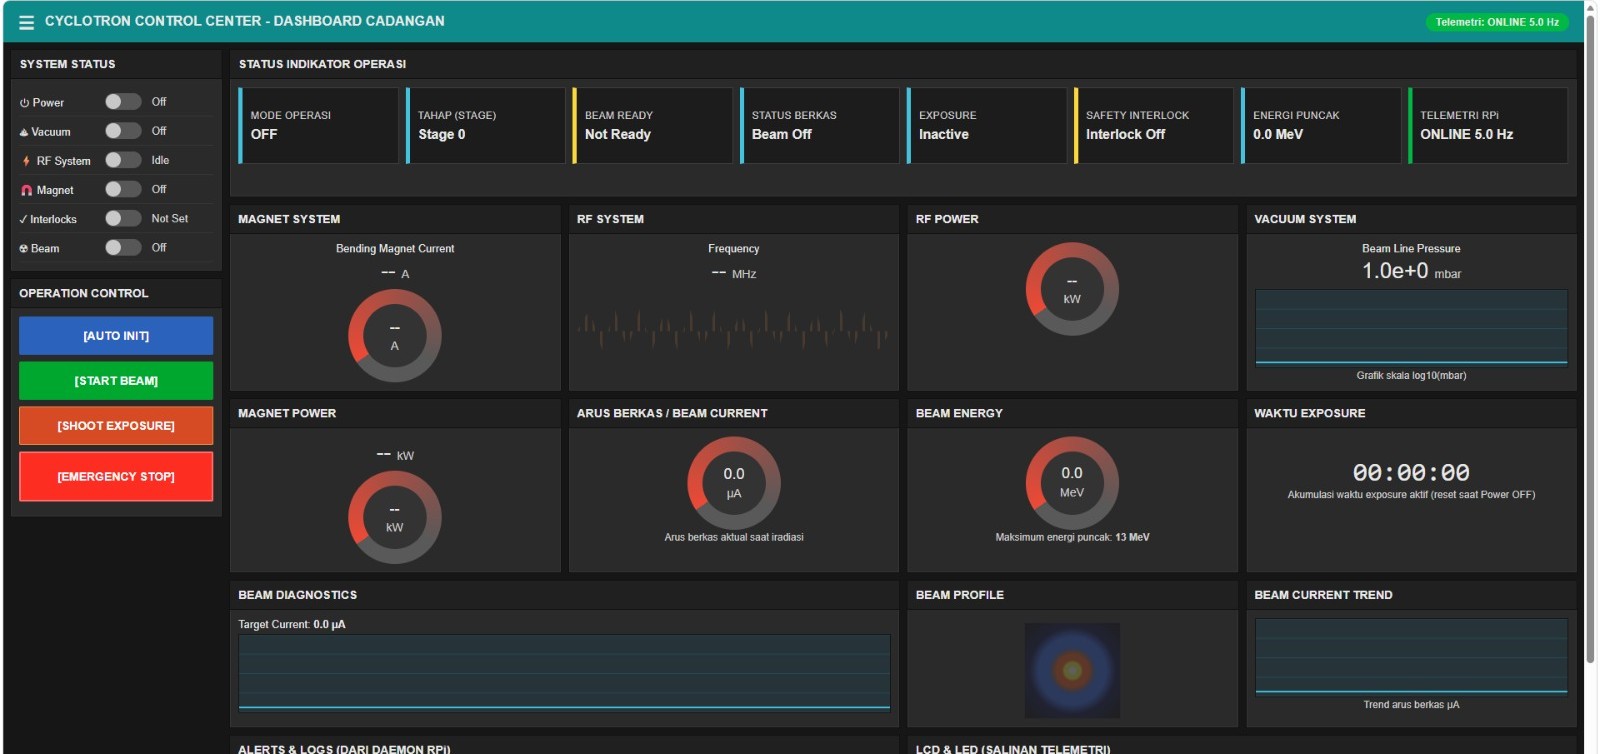 CYCLOTRON CONTROL CENTER - DASHBOARD CADANGAN
Telemetri: ONLINE 5.0 Hz
SYSTEM STATUS
Power Off
Vacuum Off
RF System Idle
Magnet Off
Interlocks Not Set
Beam Off
OPERATION CONTROL
[AUTO INIT]
[START BEAM]
[SHOOT EXPOSURE]
[EMERGENCY STOP]
STATUS INDIKATOR OPERASI
MODE OPERASI
OFF
TAHAP (STAGE)
Stage 0
BEAM READY
Not Ready
STATUS BERKAS
Beam Off
EXPOSURE
Inactive
SAFETY INTERLOCK
Interlock Off
ENERGI PUNCAK
0.0 MeV
TELEMETRI RPi
ONLINE 5.0 Hz
MAGNET SYSTEM
Bending Magnet Current
-- A
--
A
RF SYSTEM
Frequency
-- MHz
RF POWER
--
kW
VACUUM SYSTEM
Beam Line Pressure
1.0e+0 mbar
Grafik skala log10(mbar)
MAGNET POWER
-- kW
--
kW
ARUS BERKAS / BEAM CURRENT
0.0
µA
Arus berkas aktual saat iradiasi
BEAM ENERGY
0.0
MeV
Maksimum energi puncak: 13 MeV
WAKTU EXPOSURE
00:00:00
Akumulasi waktu exposure aktif (reset saat Power OFF)
BEAM DIAGNOSTICS
Target Current: 0.0 µA
BEAM PROFILE
BEAM CURRENT TREND
Trend arus berkas µA
ALERTS & LOGS (DARI DAEMON RPi)
LCD & LED (SALINAN TELEMETRI)